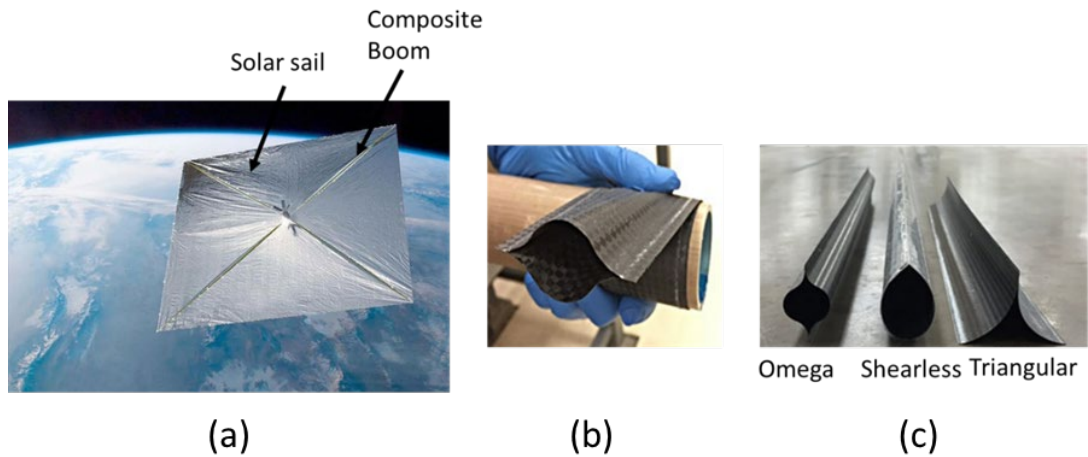 Composite
Boom
Solar sail
Omega
Shearless
Triangular
(a)
(b)
(c)